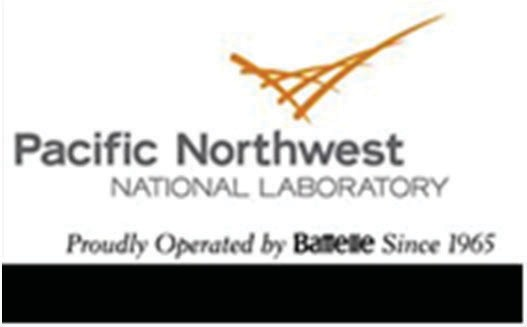 Pacific Northwest
NATIONAL LABORATORY
Proudly Operated by Battelle Since 1965